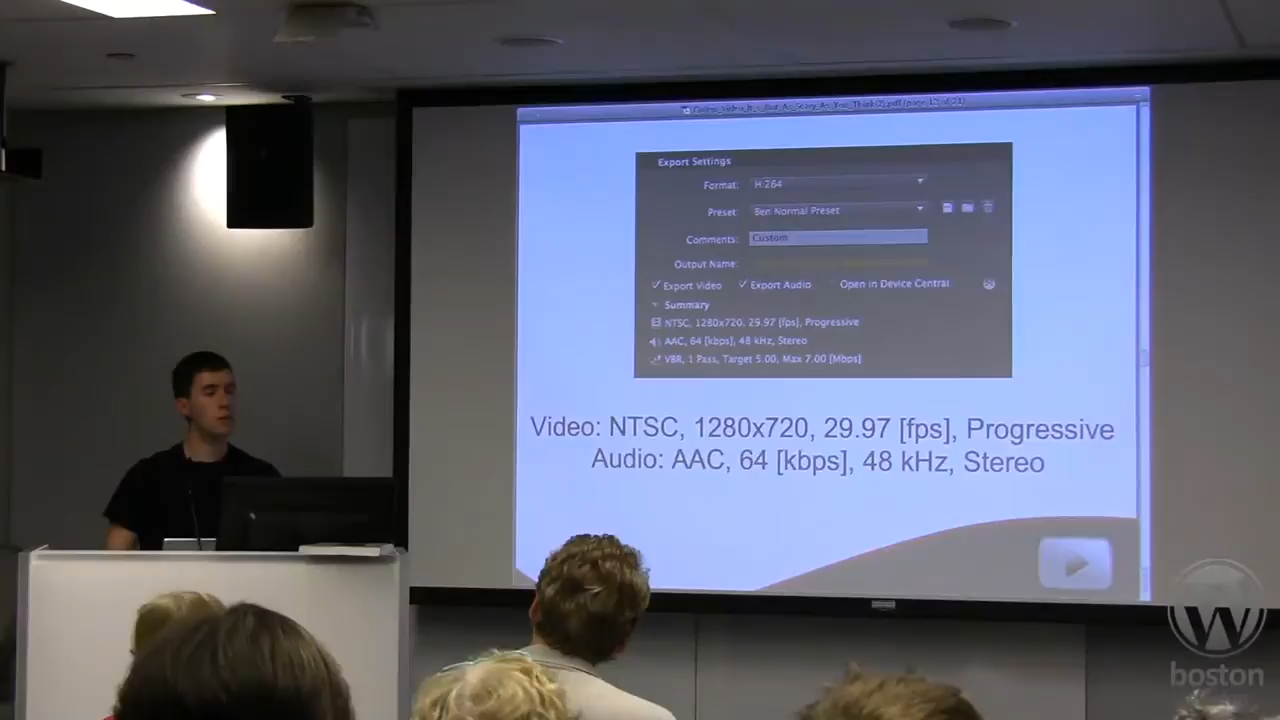 Export Settings
Format: H.264
Preset: Ben Normal Preset
Comments: Custom
Output Name:
Export Video Export Audio Open in Device Central
Summary
NTSC, 1280x720, 29.97 [fps], Progressive
AAC, 64 [kbps], 48 kHz, Stereo
VBR, 1 Pass, Target 5.00, Max 7.00 [Mbps]
Video: NTSC, 1280x720, 29.97 [fps], Progressive
Audio: AAC, 64 [kbps], 48 kHz, Stereo
W
boston